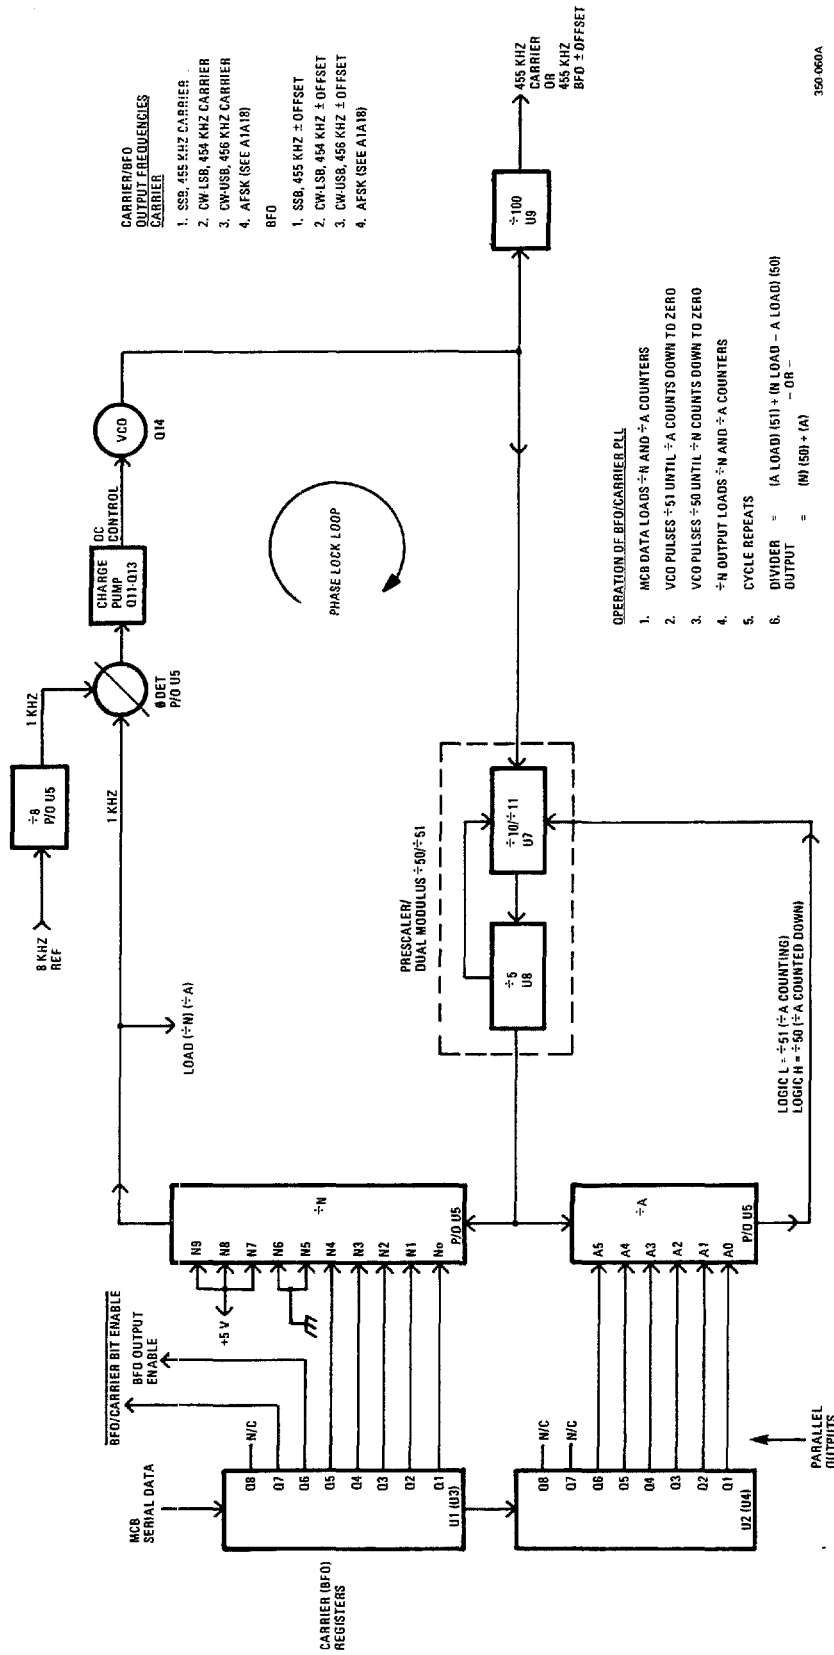 CARRIER/BFO
OUTPUT FREQUENCIES
CARRIER
1. SSB, 455 KHZ CARRIER
2. CW-LSB, 454 KHZ CARRIER
3. CW-USB, 456 KHZ CARRIER
4. AFSK (SEE A1A18)
BFO
1. SSB, 455 KHZ ± OFFSET
2. CW-LSB, 454 KHZ ± OFFSET
3. CW-USB, 456 KHZ ± OFFSET
4. AFSK (SEE A1A18)
8 KHZ
REF
÷8
P/O U5
1 KHZ
1 KHZ
ø DET
P/O U5
CHARGE
PUMP
Q11-Q13
DC
CONTROL
VCO
Q14
PHASE LOCK LOOP
LOAD (÷N) (÷A)
÷100
U9
455 KHZ
CARRIER
OR
455 KHZ
BFO ± OFFSET
BFO/CARRIER BIT ENABLE
BFO OUTPUT
ENABLE
+5 V
MCB
SERIAL DATA
CARRIER (BFO)
REGISTERS
Q8
N/C
Q7
Q6
Q5
Q4
Q3
Q2
Q1
U1 (U3)
N9
N8
N7
N6
N5
N4
N3
N2
N1
No
÷N
P/O U5
PRESCALER/
DUAL MODULUS ÷50/÷51
÷5
U8
÷10/÷11
U7
Q8
N/C
Q7
N/C
Q6
Q5
Q4
Q3
Q2
Q1
U2 (U4)
A5
A4
A3
A2
A1
A0
÷A
P/O U5
PARALLEL
OUTPUTS
LOGIC L = ÷51 (÷A COUNTING)
LOGIC H = ÷50 (÷A COUNTED DOWN)
OPERATION OF BFO/CARRIER PLL
1. MCB DATA LOADS ÷N AND ÷A COUNTERS
2. VCO PULSES ÷51 UNTIL ÷A COUNTS DOWN TO ZERO
3. VCO PULSES ÷50 UNTIL ÷N COUNTS DOWN TO ZERO
4. ÷N OUTPUT LOADS ÷N AND ÷A COUNTERS
5. CYCLE REPEATS
6. DIVIDER = (A LOAD) (51) + (N LOAD − A LOAD) (50)
OUTPUT − OR −
= (N) (50) + (A)
350-060A